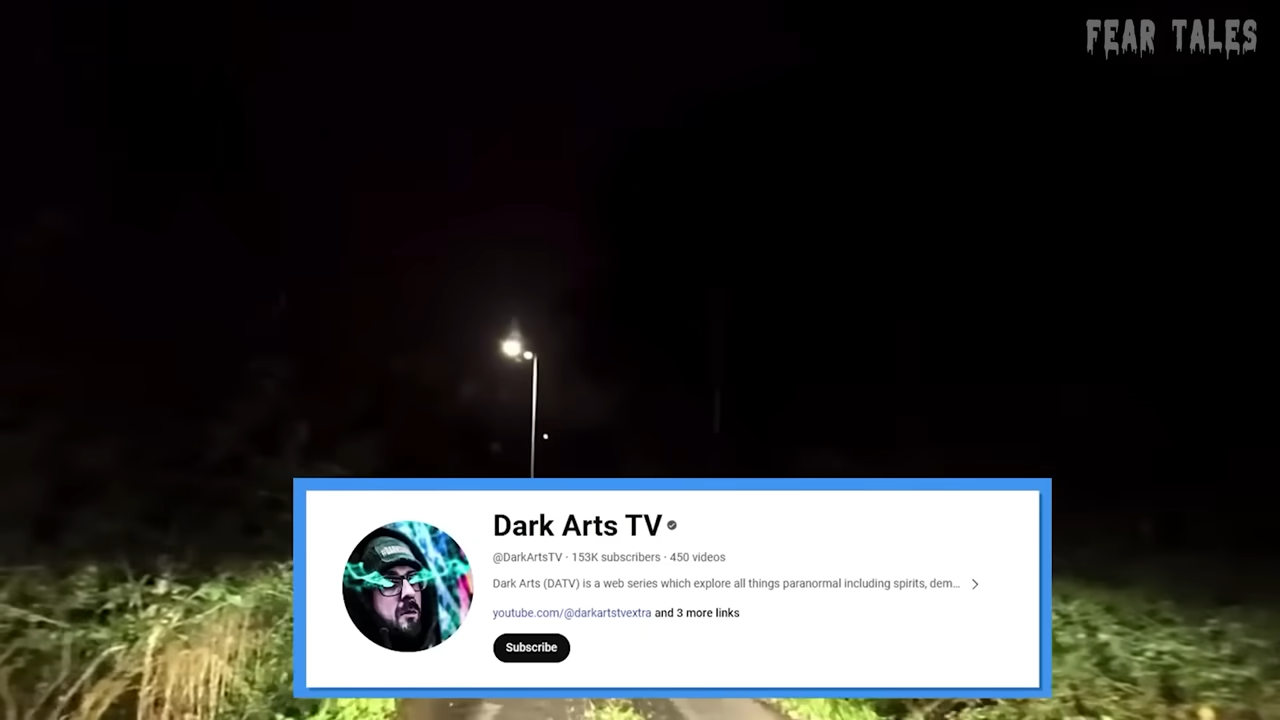 FEAR TALES
Dark Arts TV
@DarkArtsTV · 153K subscribers · 450 videos
Dark Arts (DATV) is a web series which explore all things paranormal including spirits, dem...
youtube.com/@darkartstvextra and 3 more links
Subscribe